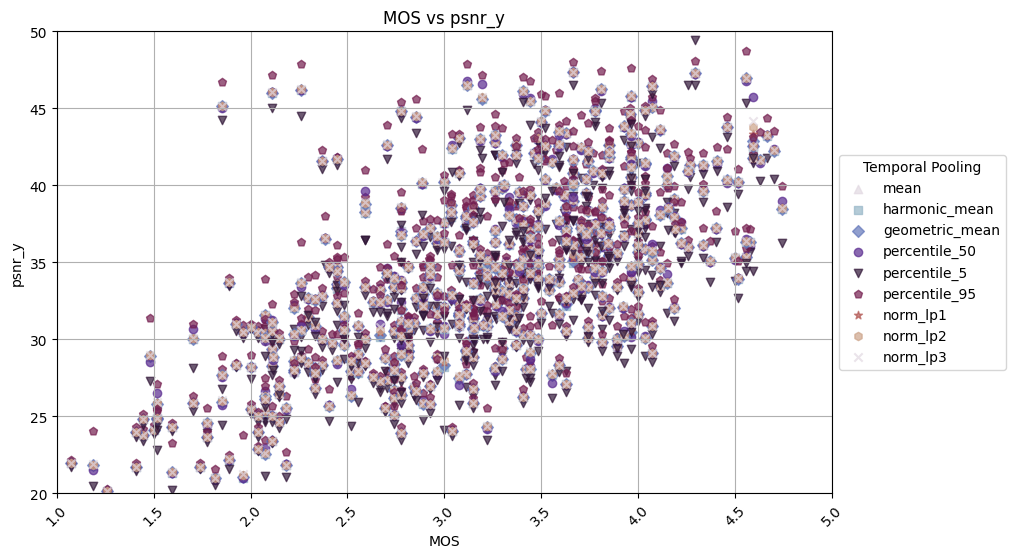 MOS vs psnr_y
50
45
40
35
30
25
20
psnr_y
1.0
1.5
2.0
2.5
3.0
3.5
4.0
4.5
5.0
MOS
Temporal Pooling
mean
harmonic_mean
geometric_mean
percentile_50
percentile_5
percentile_95
norm_lp1
norm_lp2
norm_lp3